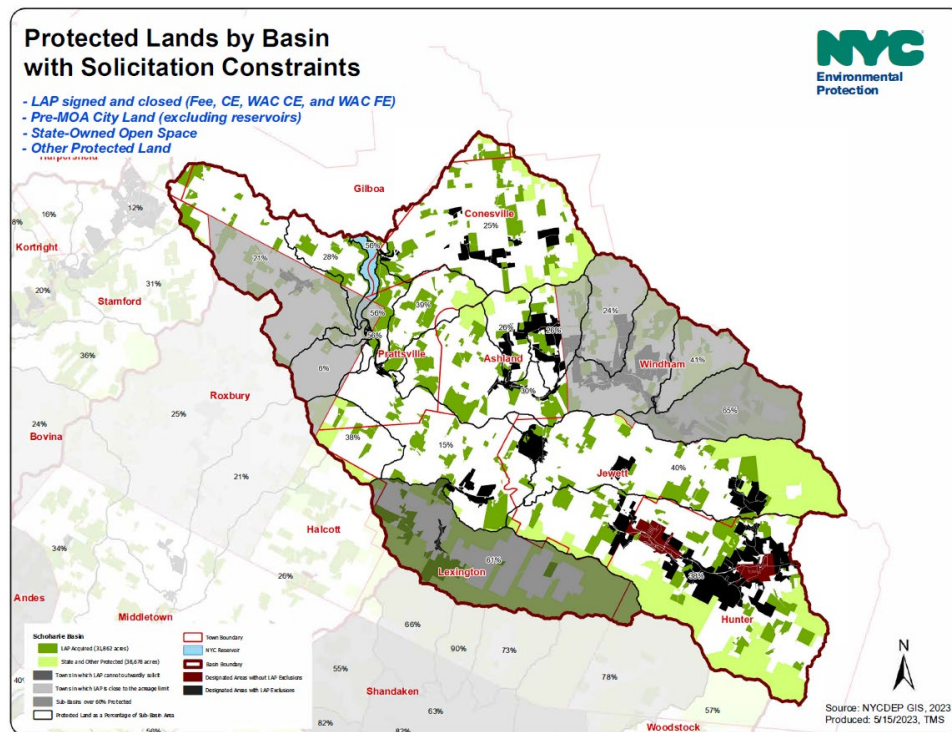 Protected Lands by Basin
with Solicitation Constraints
- LAP signed and closed (Fee, CE, WAC CE, and WAC FE)
- Pre-MOA City Land (excluding reservoirs)
- State-Owned Open Space
- Other Protected Land
NYC
Environmental
Protection
Harpersfield
Gilboa
12%
16%
8%
Conesville
25%
Kortright
56%
21%
28%
31%
20%
Stamford
39%
24%
56%
26%
Prattsville
Ashland
41%
36%
Windham
6%
30%
Roxbury
25%
55%
24%
Bovina
38%
15%
40%
Jewett
21%
Halcott
34%
61%
Lexington
26%
38%
Andes
Middletown
Hunter
66%
90%
73%
55%
78%
Shandaken
63%
57%
82%
82%
Woodstock
40%
Schoharie Basin
LAP Acquired (31,862 acres)
State and Other Protected (38,678 acres)
Towns in which LAP cannot outwardly solicit
Towns in which LAP is close to the acreage limit
Sub-Basins over 60% Protected
Protected Land as a Percentage of Sub-Basin Area
Town Boundary
NYC Reservoir
Basin Boundary
Designated Areas without LAP Exclusions
Designated Areas with LAP Exclusions
N
Source: NYCDEP GIS, 2023
Produced: 5/15/2023, TMS